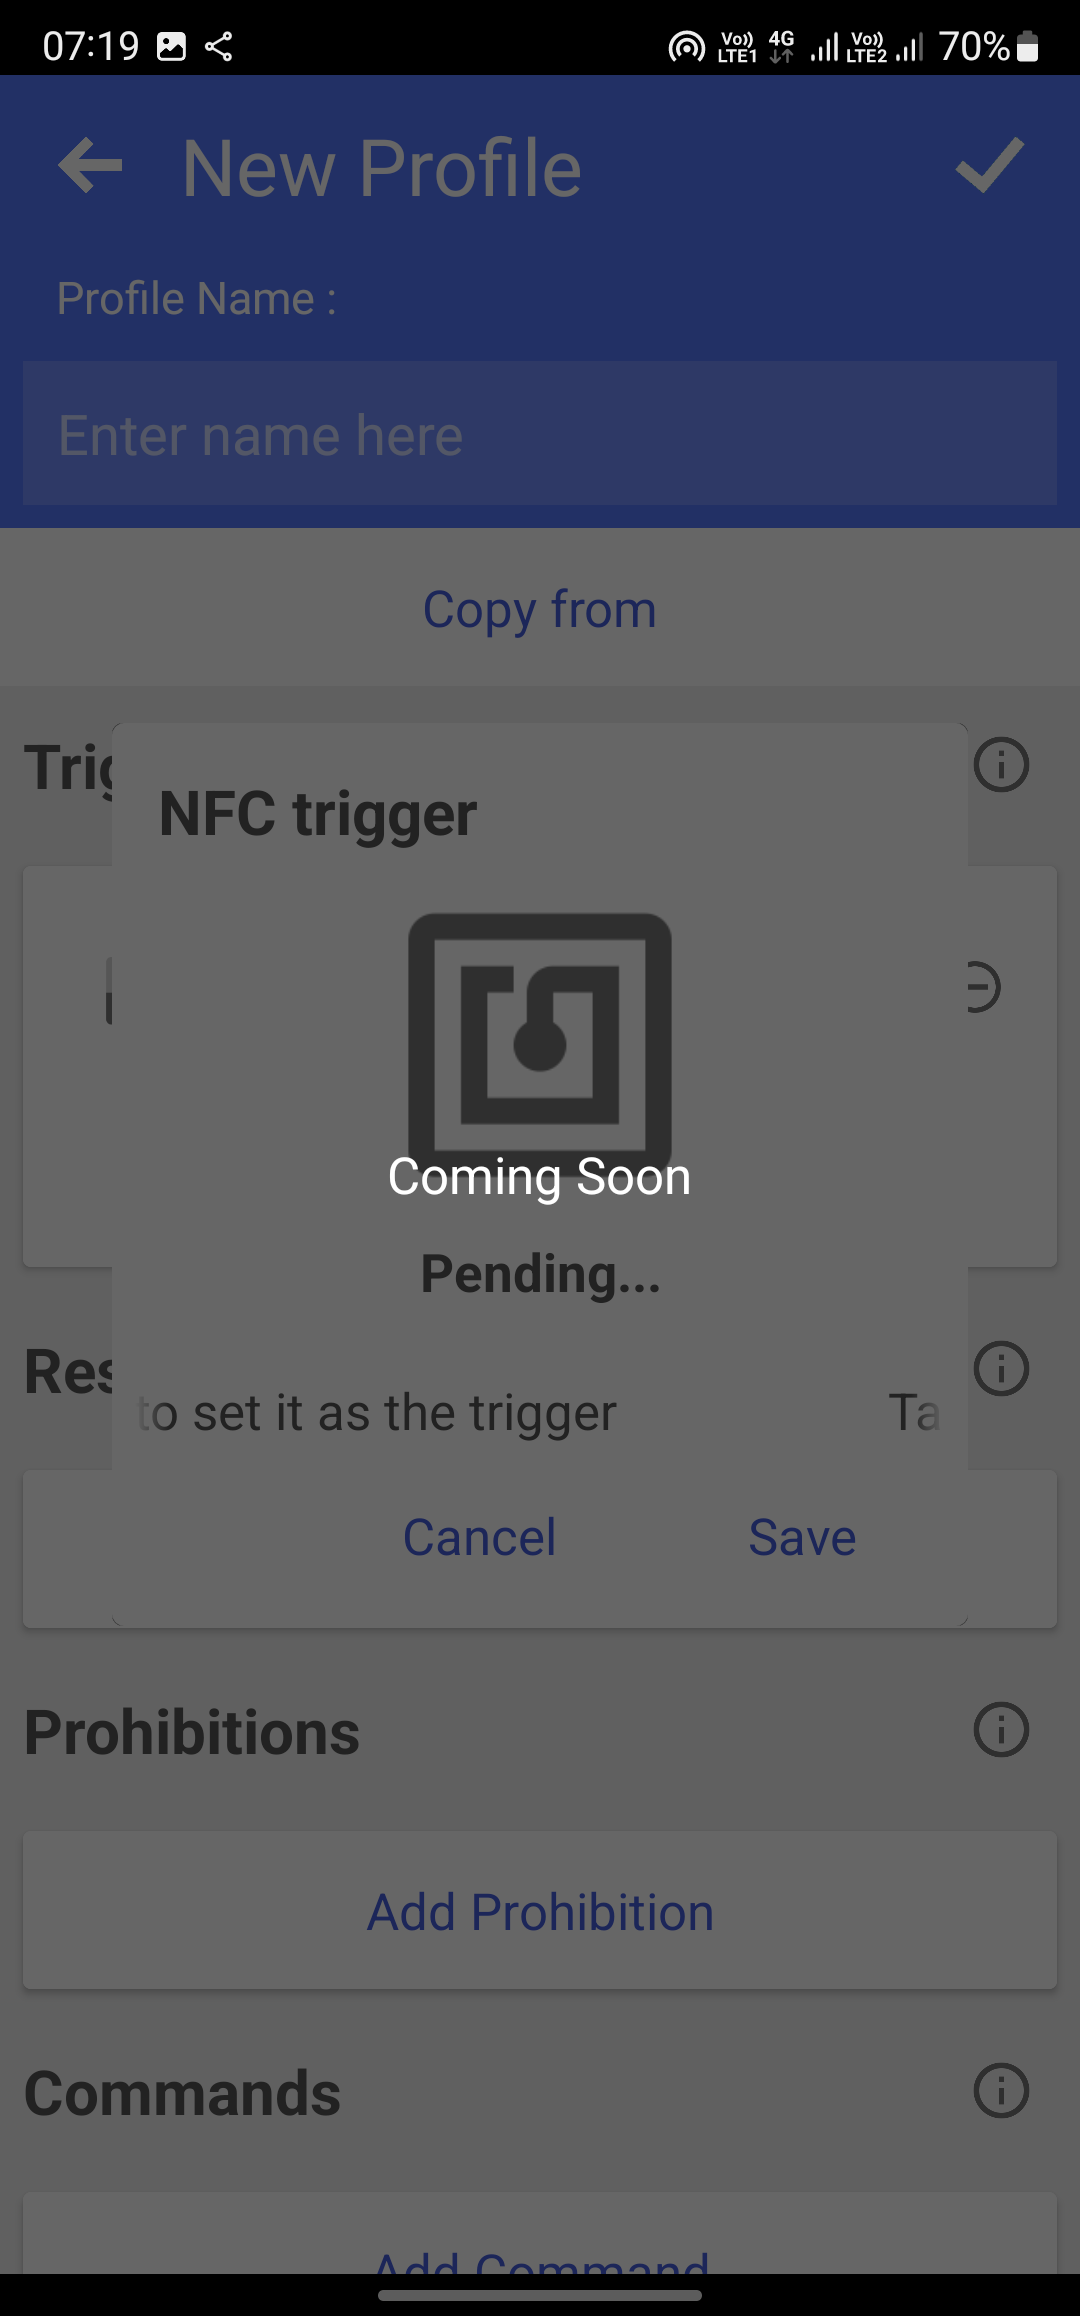 07:19
Vo)) LTE1 4G Vo)) LTE2 70%
New Profile
Profile Name :
Enter name here
Copy from
Trig
NFC trigger
Coming Soon
Pending...
Res
to set it as the trigger Ta
Cancel Save
Prohibitions
Add Prohibition
Commands
Add Command